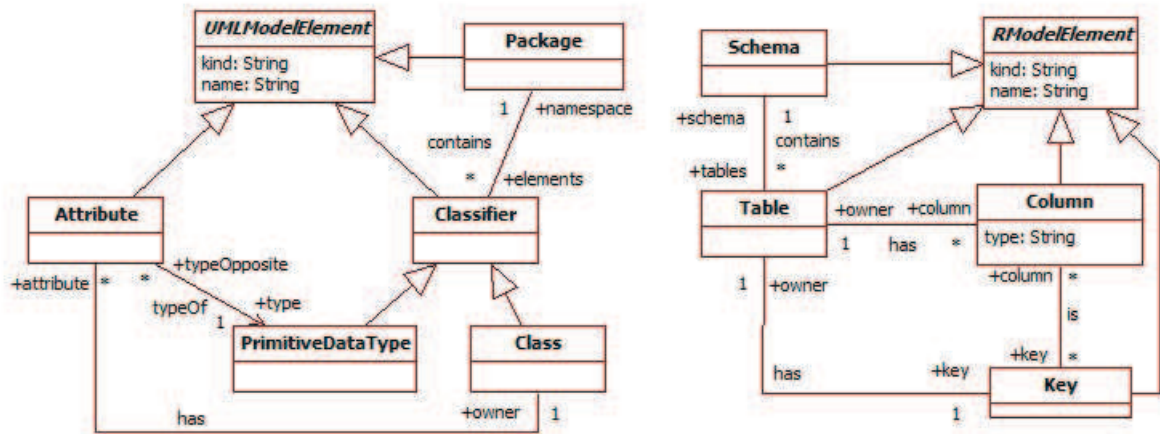 UMLModelElement
kind: String
name: String
Package
1
+namespace
contains
*
+elements
Attribute
Classifier
+attribute
*
*
+typeOpposite
typeOf
+type
1
PrimitiveDataType
Class
has
+owner
1
Schema
RModelElement
kind: String
name: String
+schema
1
contains
+tables
*
Table
+owner
+column
1
has
*
Column
type: String
1
+owner
+column
*
is
+key
*
has
+key
1
Key